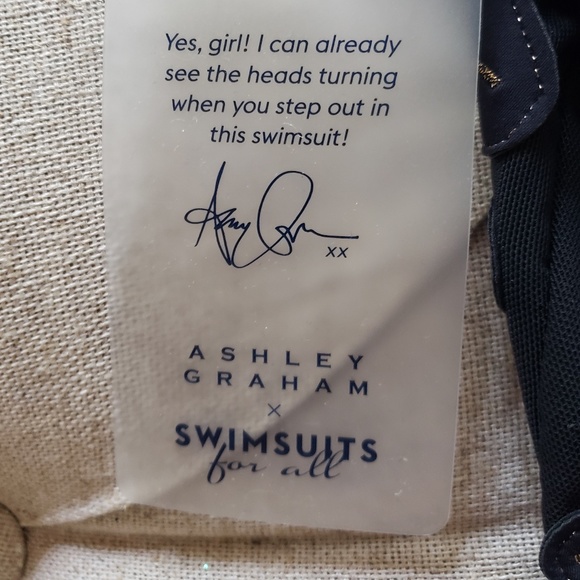 Yes, girl! I can already
see the heads turning
when you step out in
this swimsuit!
xx
ASHLEY
GRAHAM
x
SWIMSUITS
for all